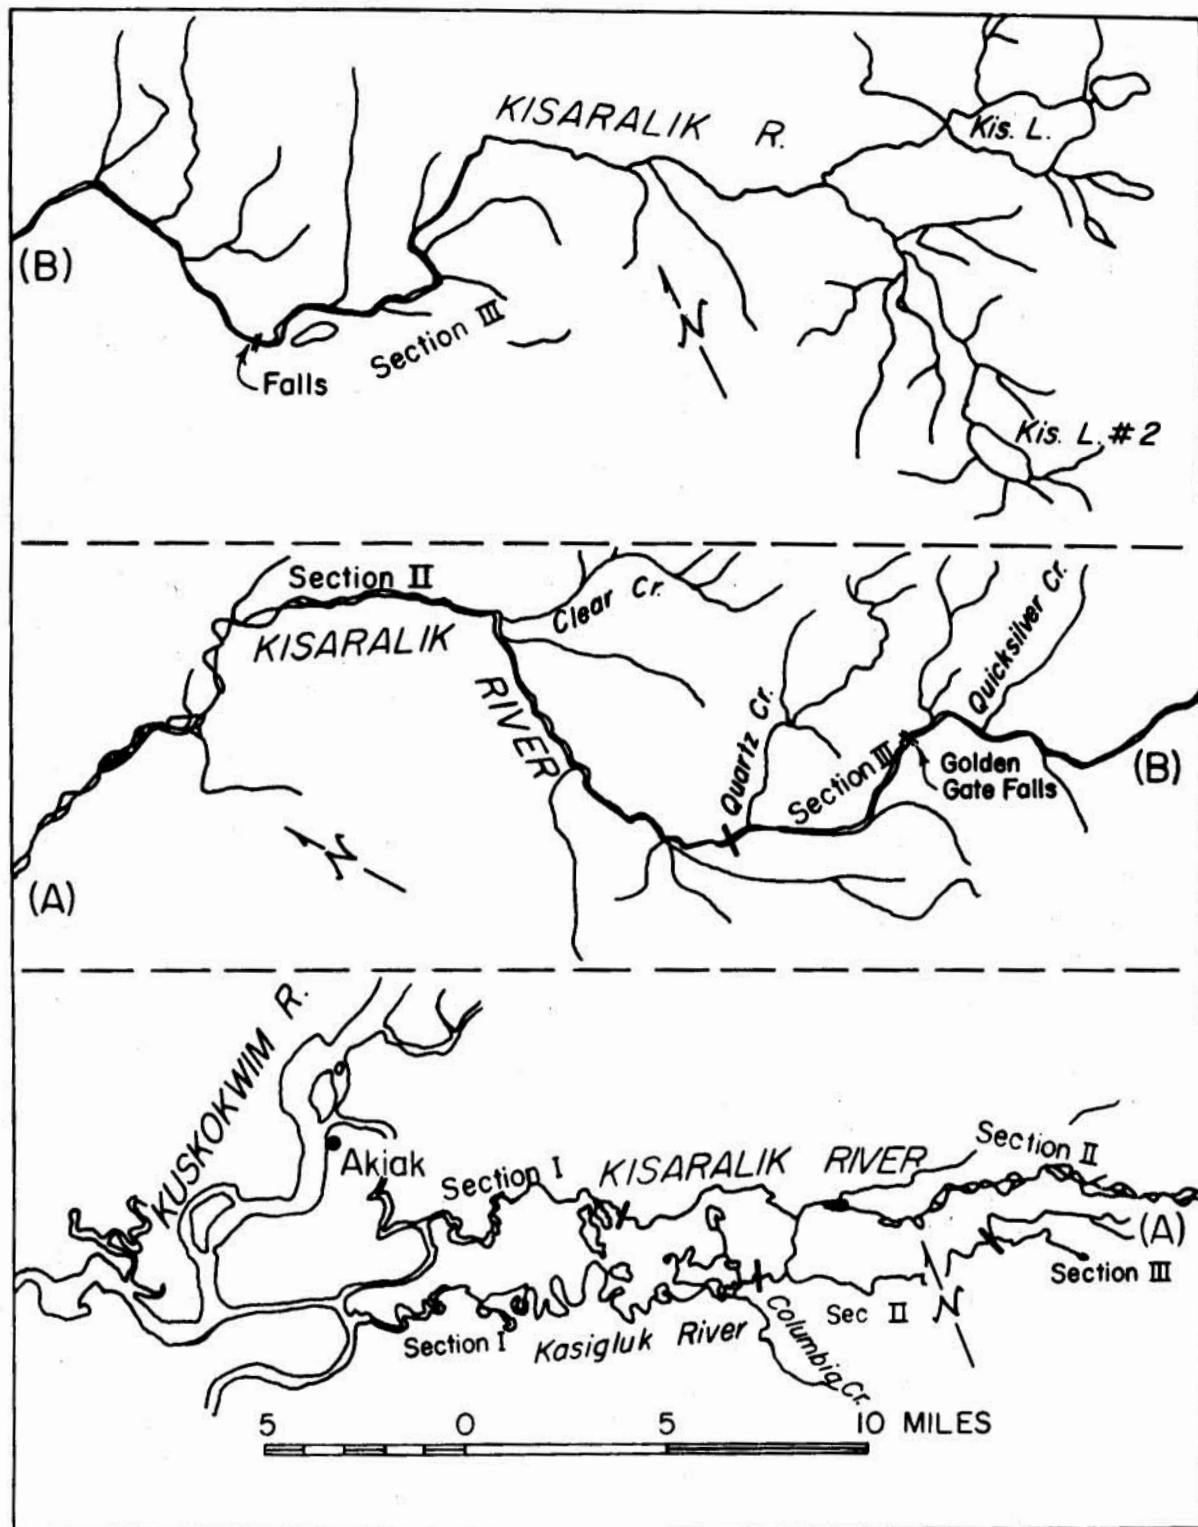 KISARALIK R.
Kis. L.
(B)
Section III
N
Falls
Kis. L. #2
Section II
Clear Cr.
KISARALIK
RIVER
Quicksilver Cr.
Quartz Cr.
Section III
Golden
Gate Falls
(B)
N
(A)
KUSKOKWIM R.
Akiak
Section I
KISARALIK RIVER
Section II
(A)
Section III
N
Sec II
Section I
Kasigluk River
Columbia Cr.
5 0 5 10 MILES